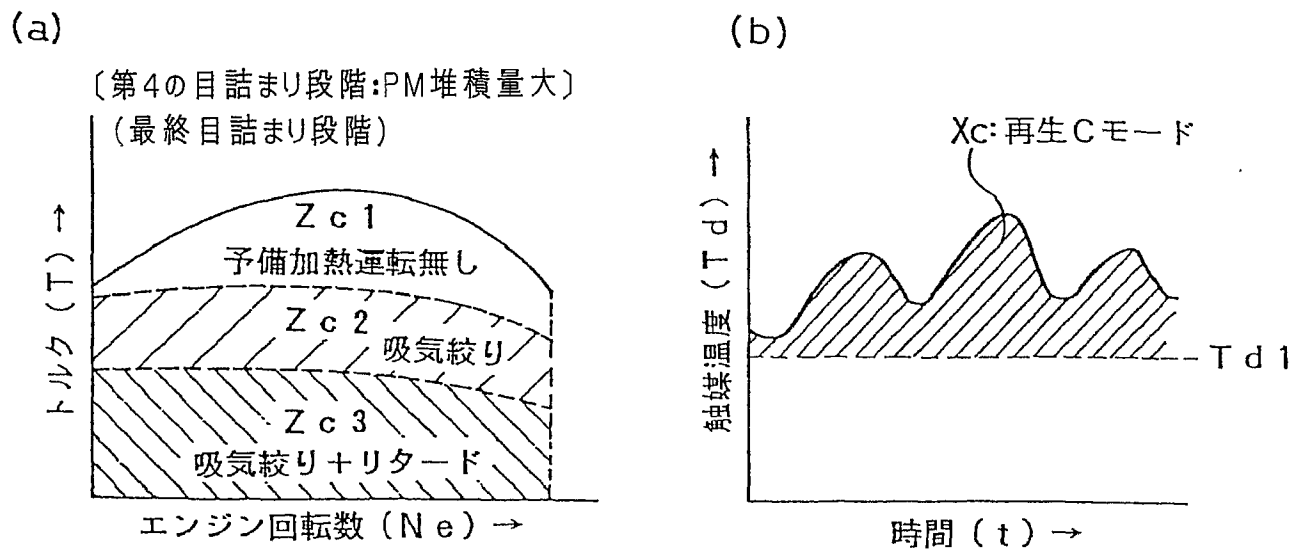 (a)
〔第4の目詰まり段階:PM堆積量大〕
(最終目詰まり段階)
トルク(T)→
Zc1
予備加熱運転無し
Zc2
吸気絞り
Zc3
吸気絞り+リタード
エンジン回転数(Ne)→
(b)
Xc:再生Cモード
触媒温度(Td)→
Td1
時間(t)→